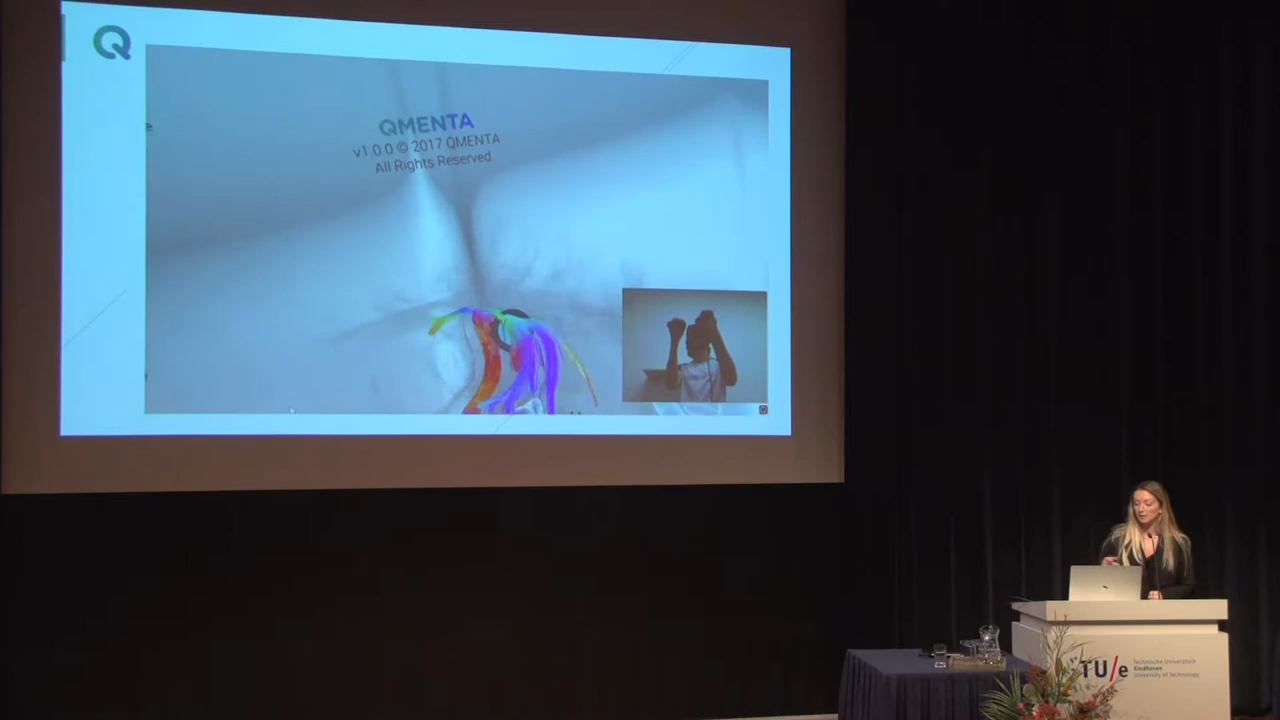 Q
QMENTA
v1.0.0 © 2017 QMENTA
All Rights Reserved.
e
TU/e
Technische Universiteit
Eindhoven
University of Technology